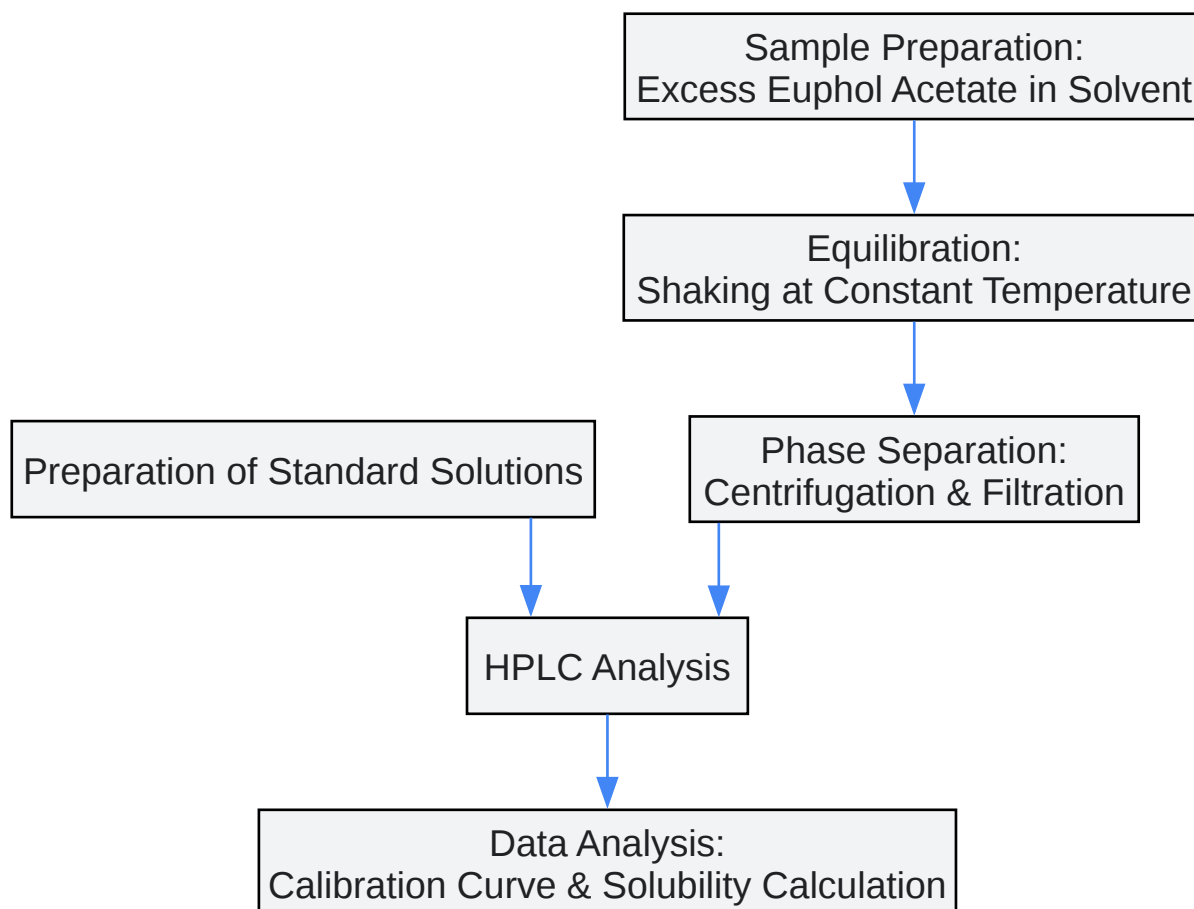 Sample Preparation:
Excess Euphol Acetate in Solvent
Equilibration:
Shaking at Constant Temperature
Preparation of Standard Solutions
Phase Separation:
Centrifugation & Filtration
HPLC Analysis
Data Analysis:
Calibration Curve & Solubility Calculation